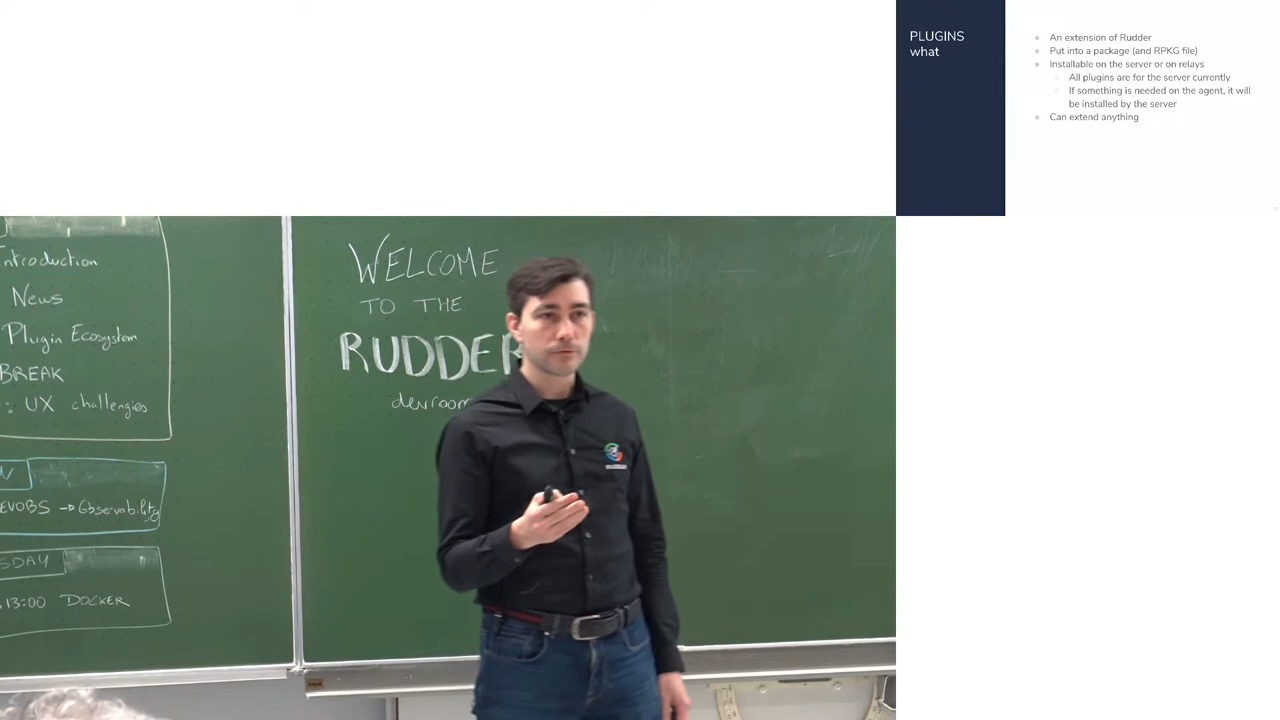 PLUGINS
what
An extension of Rudder
Put into a package (and RPKG file)
Installable on the server or on relays
All plugins are for the server currently
If something is needed on the agent, it will
be installed by the server
Can extend anything
Introduction
News
Plugin Ecosystem
BREAK
: UX challengies
EVOBS → Observability
SDAY
13:00 DOCKER
WELCOME
TO THE
RUDDER
devroom